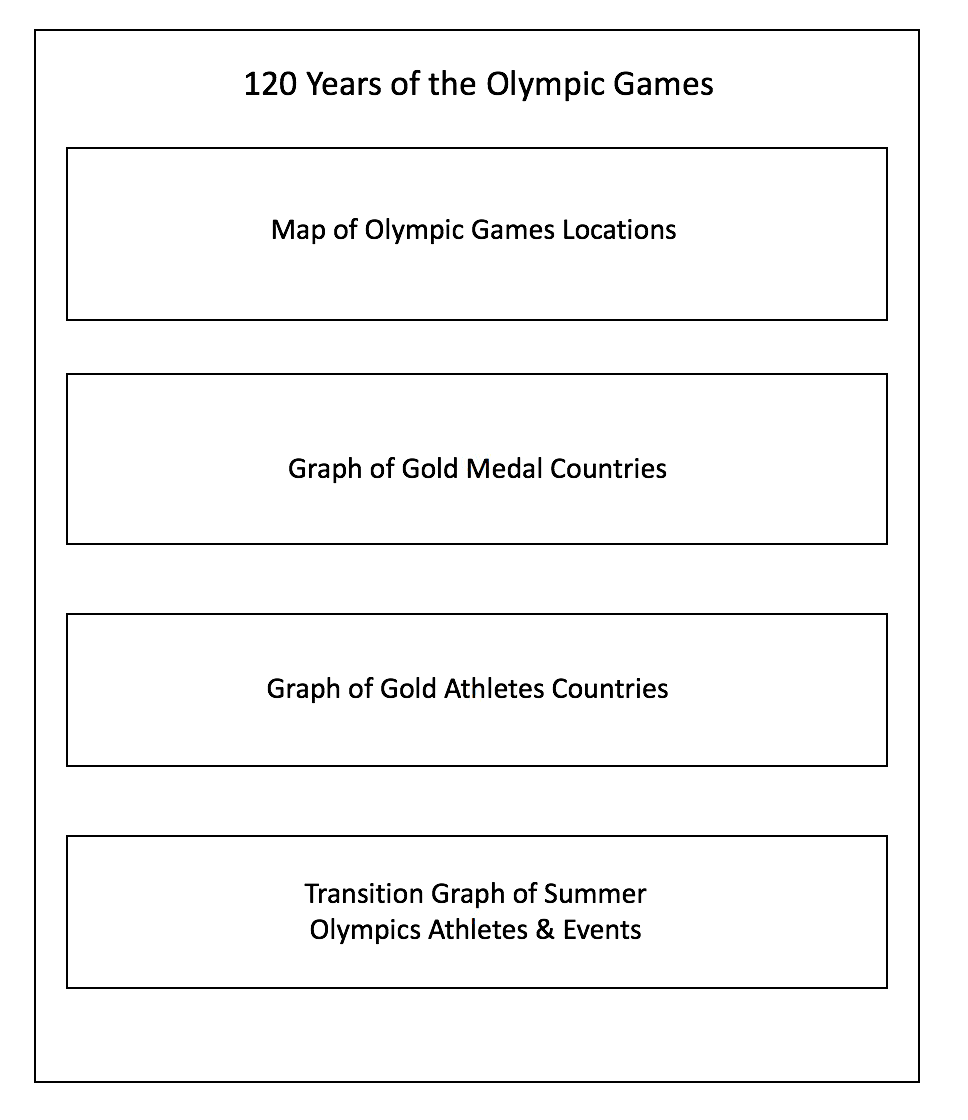 120 Years of the Olympic Games
Map of Olympic Games Locations
Graph of Gold Medal Countries
Graph of Gold Athletes Countries
Transition Graph of Summer
Olympics Athletes & Events